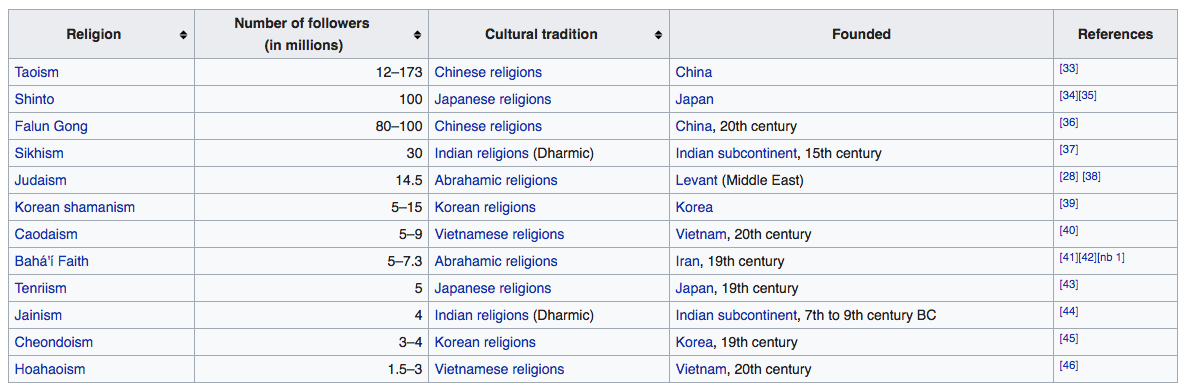 Religion Number of followers (in millions) Cultural tradition Founded References
Taoism 12–173 Chinese religions China [33]
Shinto 100 Japanese religions Japan [34][35]
Falun Gong 80–100 Chinese religions China, 20th century [36]
Sikhism 30 Indian religions (Dharmic) Indian subcontinent, 15th century [37]
Judaism 14.5 Abrahamic religions Levant (Middle East) [28] [38]
Korean shamanism 5–15 Korean religions Korea [39]
Caodaism 5–9 Vietnamese religions Vietnam, 20th century [40]
Bahá'í Faith 5–7.3 Abrahamic religions Iran, 19th century [41][42][nb 1]
Tenriism 5 Japanese religions Japan, 19th century [43]
Jainism 4 Indian religions (Dharmic) Indian subcontinent, 7th to 9th century BC [44]
Cheondoism 3–4 Korean religions Korea, 19th century [45]
Hoahaoism 1.5–3 Vietnamese religions Vietnam, 20th century [46]